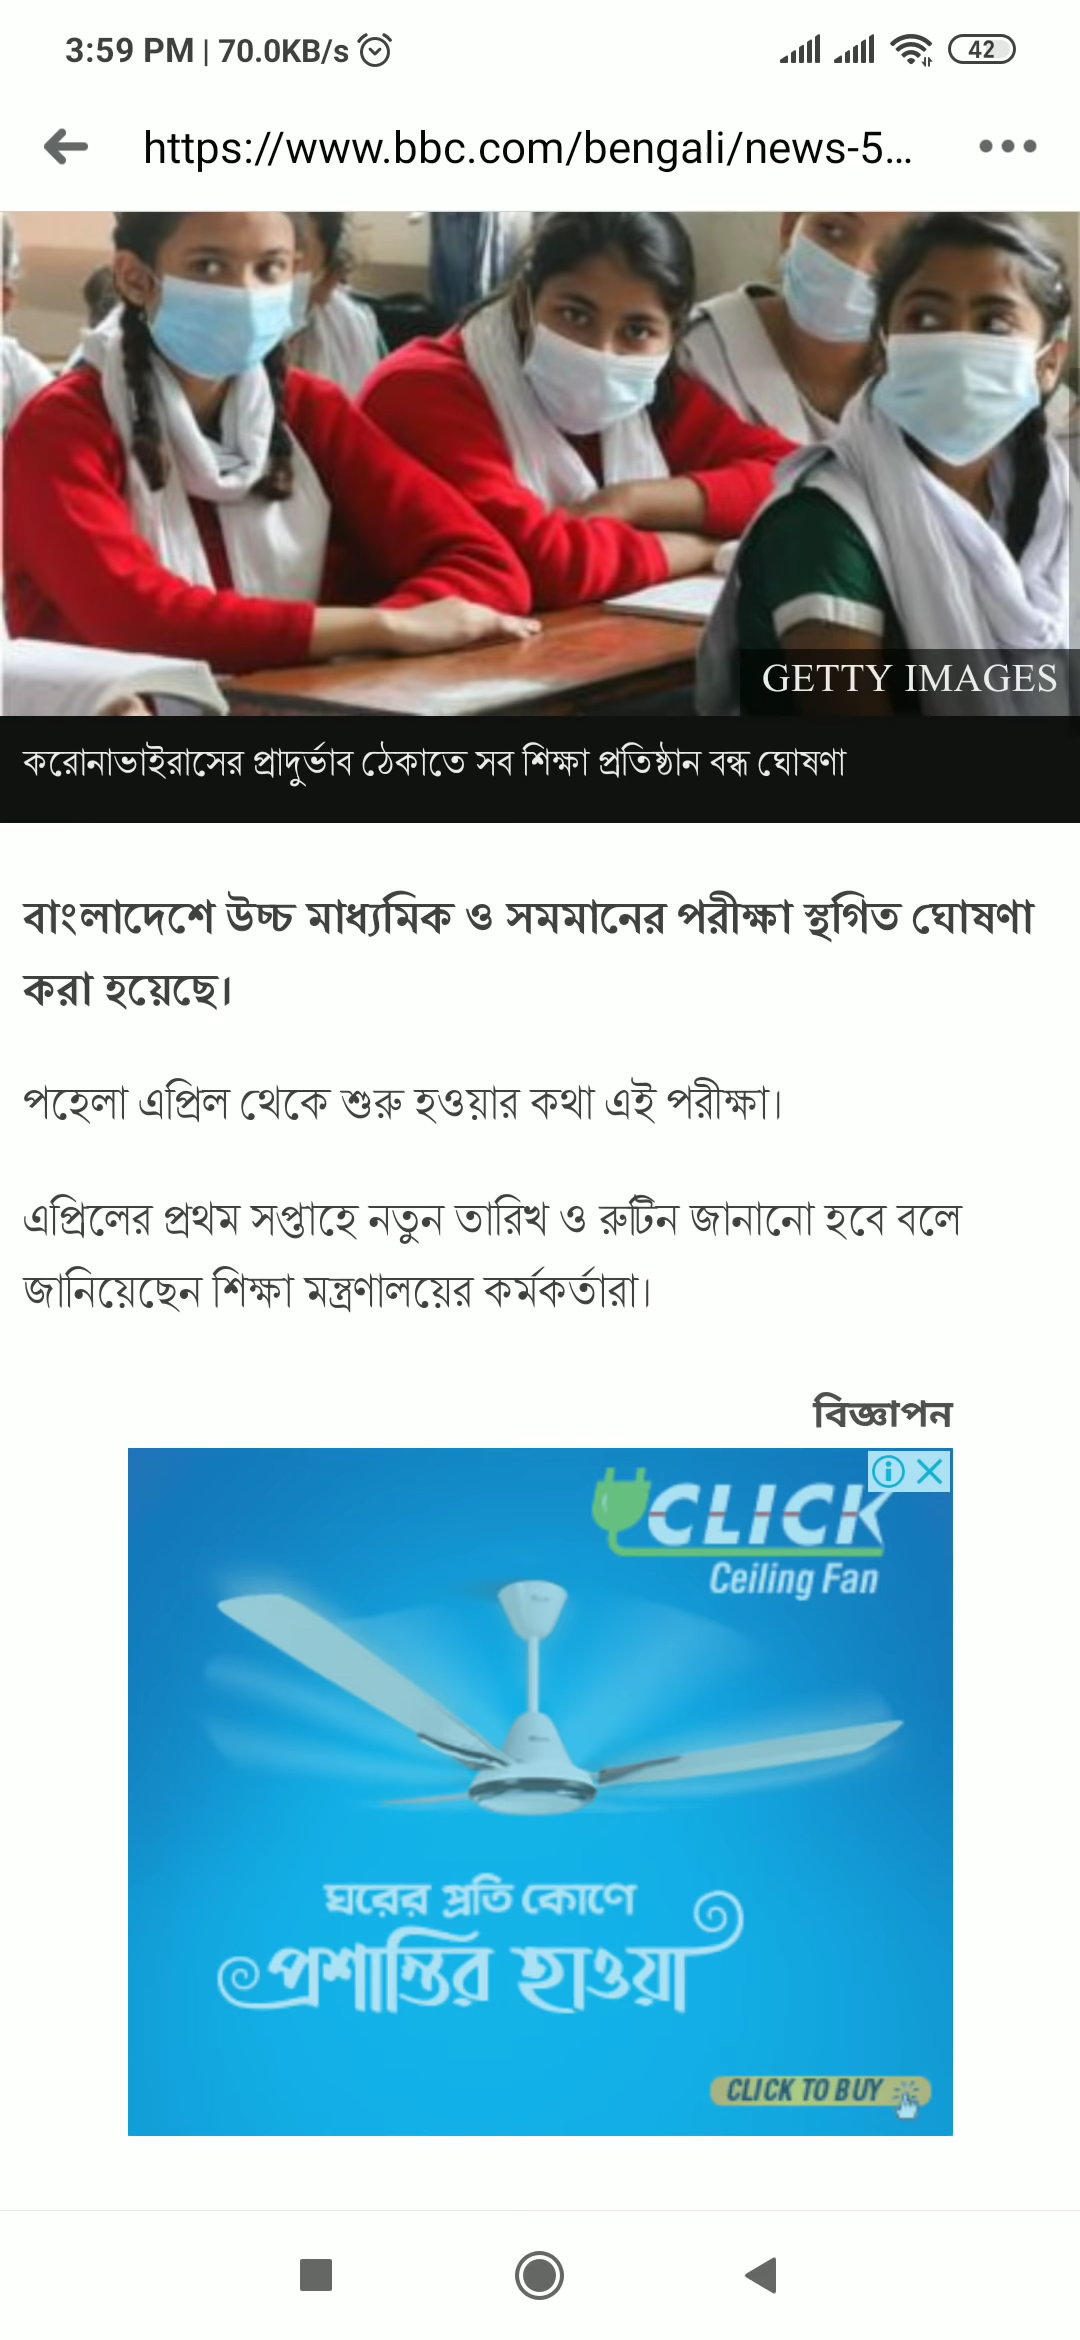 3:59 PM | 70.0KB/s
42
https://www.bbc.com/bengali/news-5...
GETTY IMAGES
করোনাভাইরাসের প্রাদুর্ভাব ঠেকাতে সব শিক্ষা প্রতিষ্ঠান বন্ধ ঘোষণা
বাংলাদেশে উচ্চ মাধ্যমিক ও সমমানের পরীক্ষা স্থগিত ঘোষণা
করা হয়েছে।
পহেলা এপ্রিল থেকে শুরু হওয়ার কথা এই পরীক্ষা।
এপ্রিলের প্রথম সপ্তাহে নতুন তারিখ ও রুটিন জানানো হবে বলে
জানিয়েছেন শিক্ষা মন্ত্রণালয়ের কর্মকর্তারা।
বিজ্ঞাপন
CLICK
Ceiling Fan
ঘরের প্রতি কোণে
প্রশান্তির হাওয়া
CLICK TO BUY